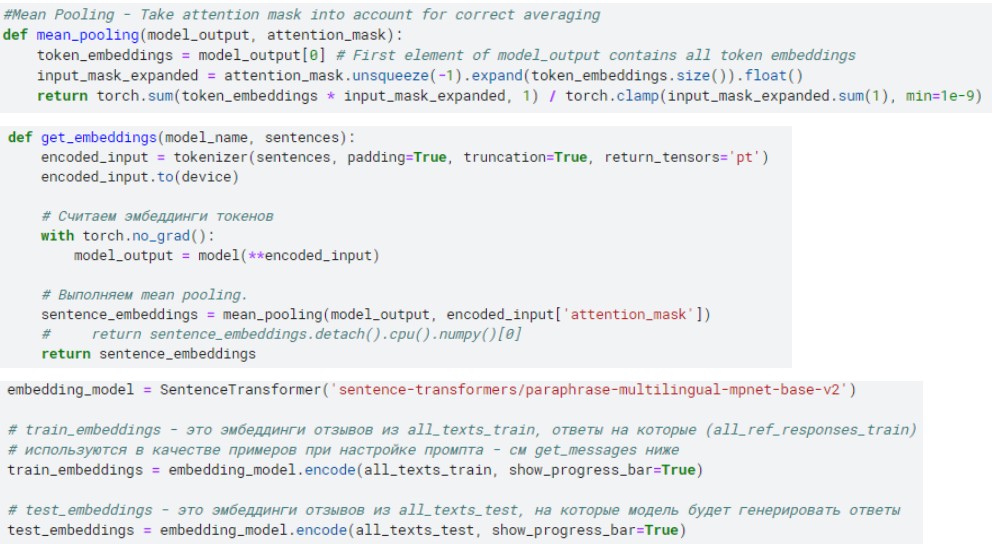 #Mean Pooling - Take attention mask into account for correct averaging
def mean_pooling(model_output, attention_mask):
    token_embeddings = model_output[0] # First element of model_output contains all token embeddings
    input_mask_expanded = attention_mask.unsqueeze(-1).expand(token_embeddings.size()).float()
    return torch.sum(token_embeddings * input_mask_expanded, 1) / torch.clamp(input_mask_expanded.sum(1), min=1e-9)
def get_embeddings(model_name, sentences):
    encoded_input = tokenizer(sentences, padding=True, truncation=True, return_tensors='pt')
    encoded_input.to(device)
    # Считаем эмбеддинги токенов
    with torch.no_grad():
        model_output = model(**encoded_input)
    # Выполняем mean pooling.
    sentence_embeddings = mean_pooling(model_output, encoded_input['attention_mask'])
    #     return sentence_embeddings.detach().cpu().numpy()[0]
    return sentence_embeddings
embedding_model = SentenceTransformer('sentence-transformers/paraphrase-multilingual-mpnet-base-v2')
# train_embeddings - это эмбеддинги отзывов из all_texts_train, ответы на которые (all_ref_responses_train)
# используются в качестве примеров при настройке промпта - см get_messages ниже
train_embeddings = embedding_model.encode(all_texts_train, show_progress_bar=True)
# test_embeddings - это эмбеддинги отзывов из all_texts_test, на которые модель будет генерировать ответы
test_embeddings = embedding_model.encode(all_texts_test, show_progress_bar=True)